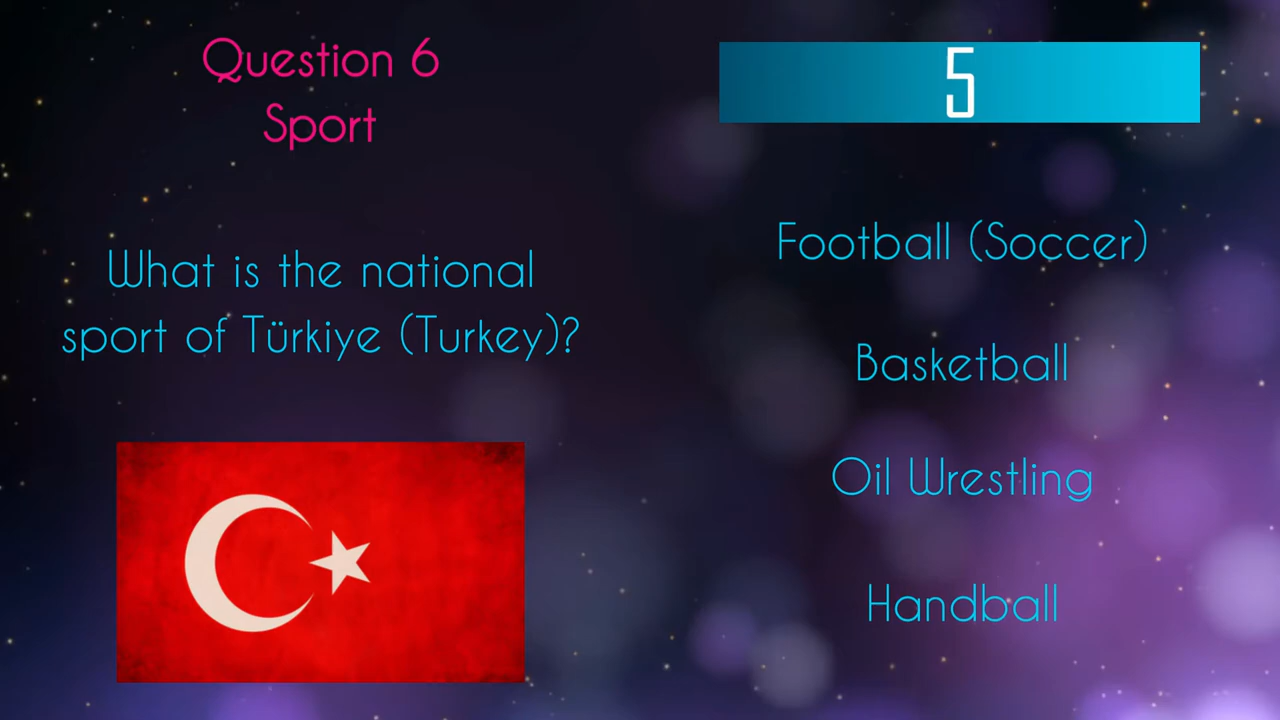 Question 6
Sport
What is the national
sport of Türkiye (Turkey)?
5
Football (Soccer)
Basketball
Oil Wrestling
Handball